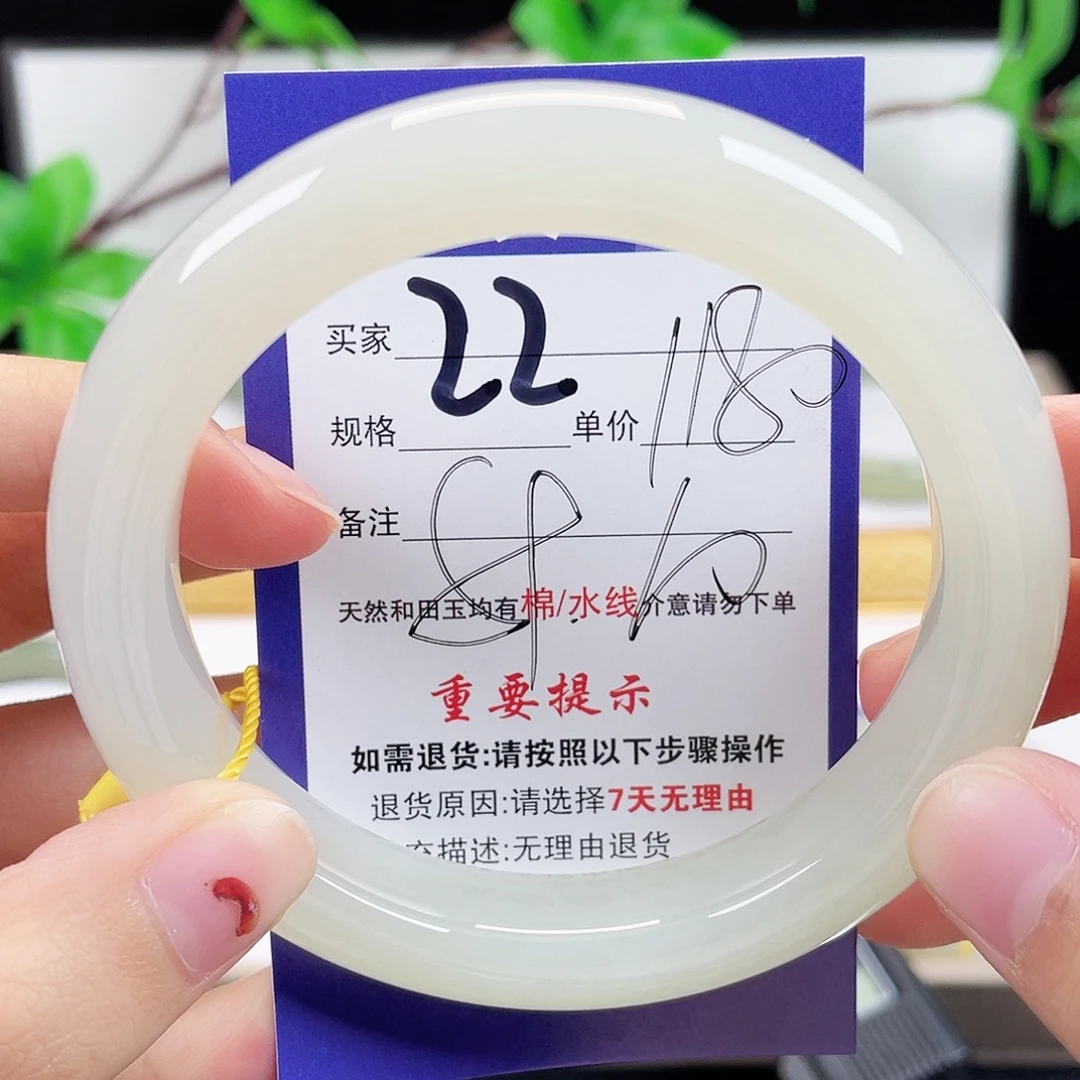 买家 22
规格 单价 1180
备注
天然和田玉均有棉/水线介意请勿下单
重要提示
如需退货:请按照以下步骤操作
退货原因:请选择7天无理由
充描述:无理由退货